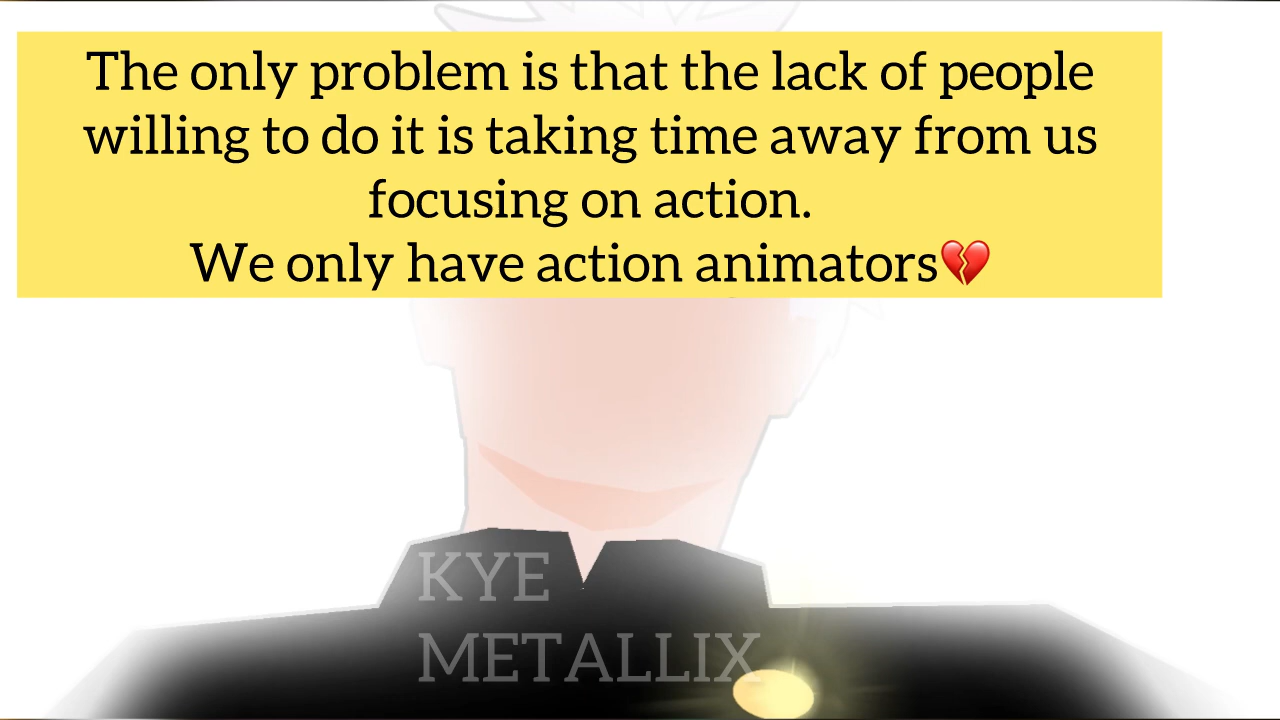 The only problem is that the lack of people
willing to do it is taking time away from us
focusing on action.
We only have action animators💔
KYE
METALLIX